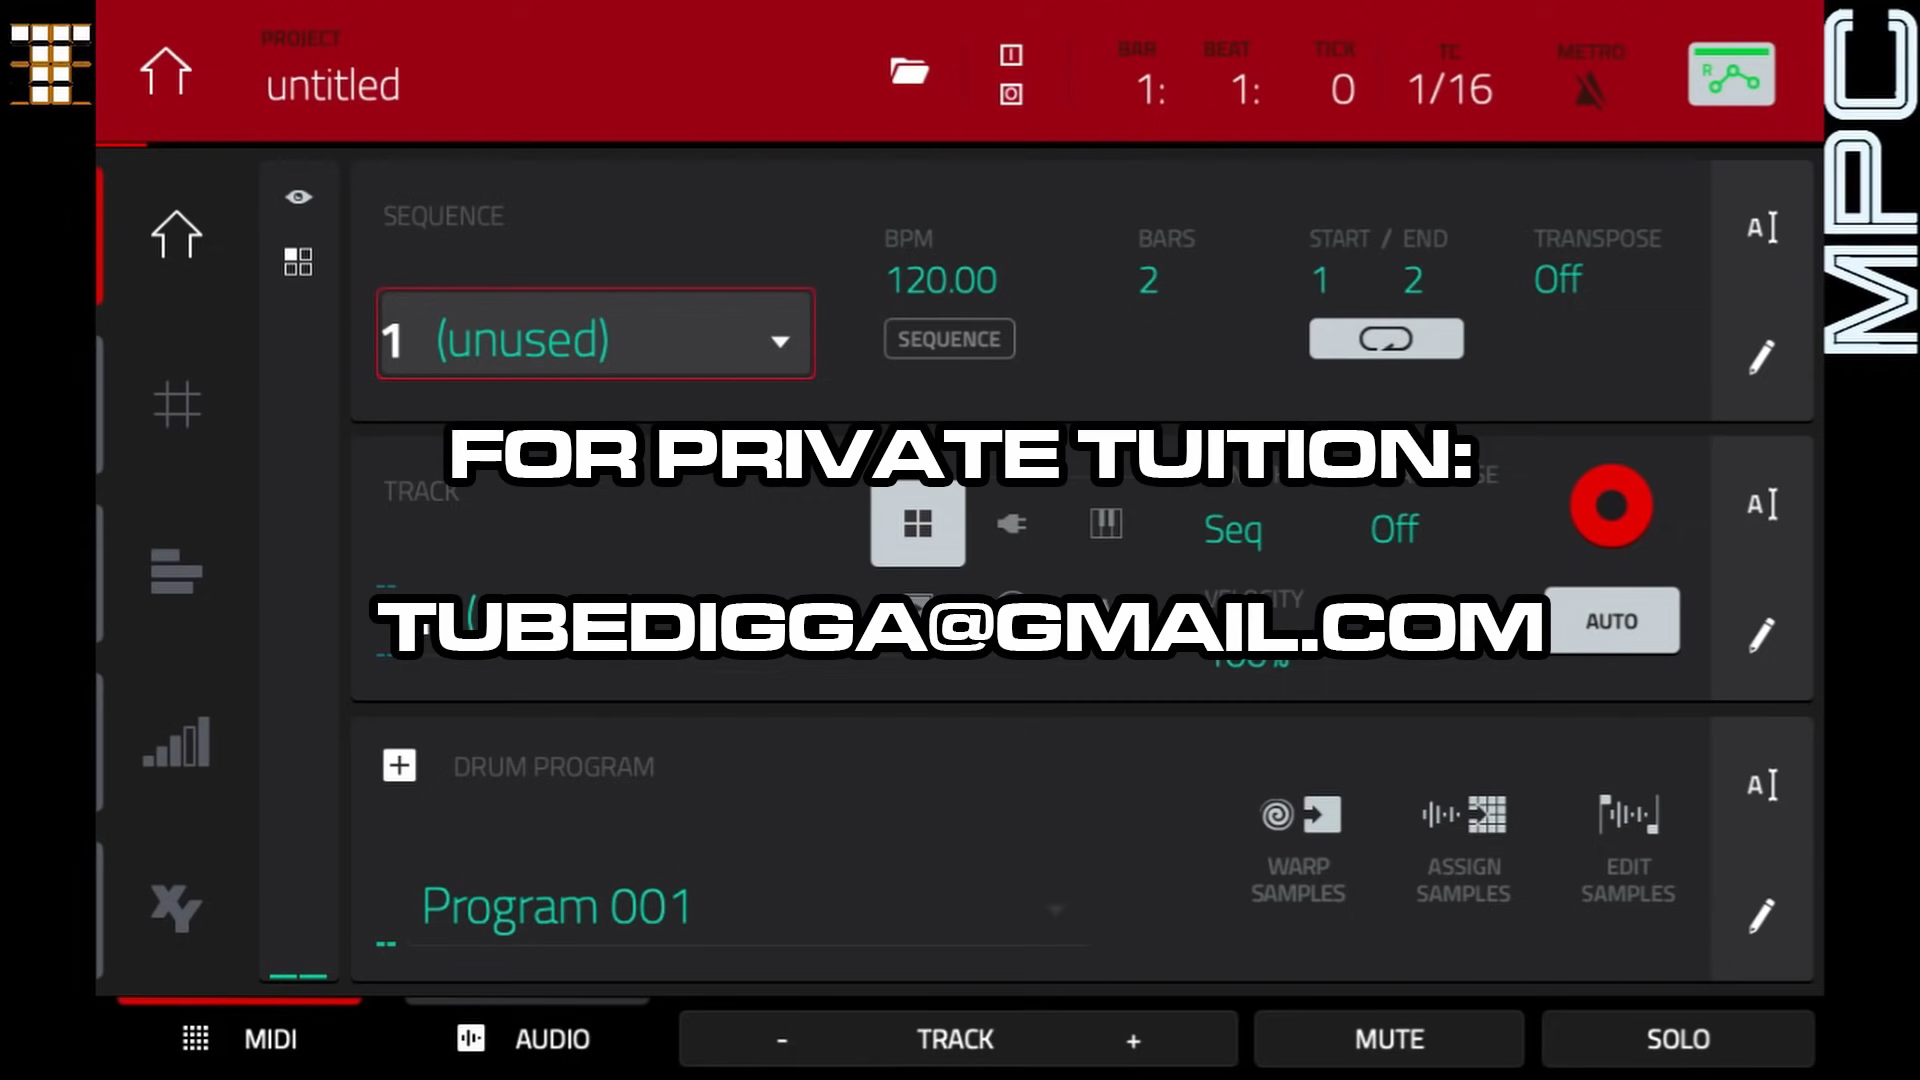 PROJECT
untitled
BAR BEAT TICK TC METRO
1: 1: 0 1/16
R
MPC
SEQUENCE
1 (unused)
BPM BARS START / END TRANSPOSE
120.00 2 1 2 Off
SEQUENCE
FOR PRIVATE TUITION:
TRACK
Seq Off
VELOCITY
TUBEDIGGA@GMAIL.COM
AUTO
DRUM PROGRAM
Program 001
WARP SAMPLES
ASSIGN SAMPLES
EDIT SAMPLES
XY
MIDI AUDIO - TRACK + MUTE SOLO